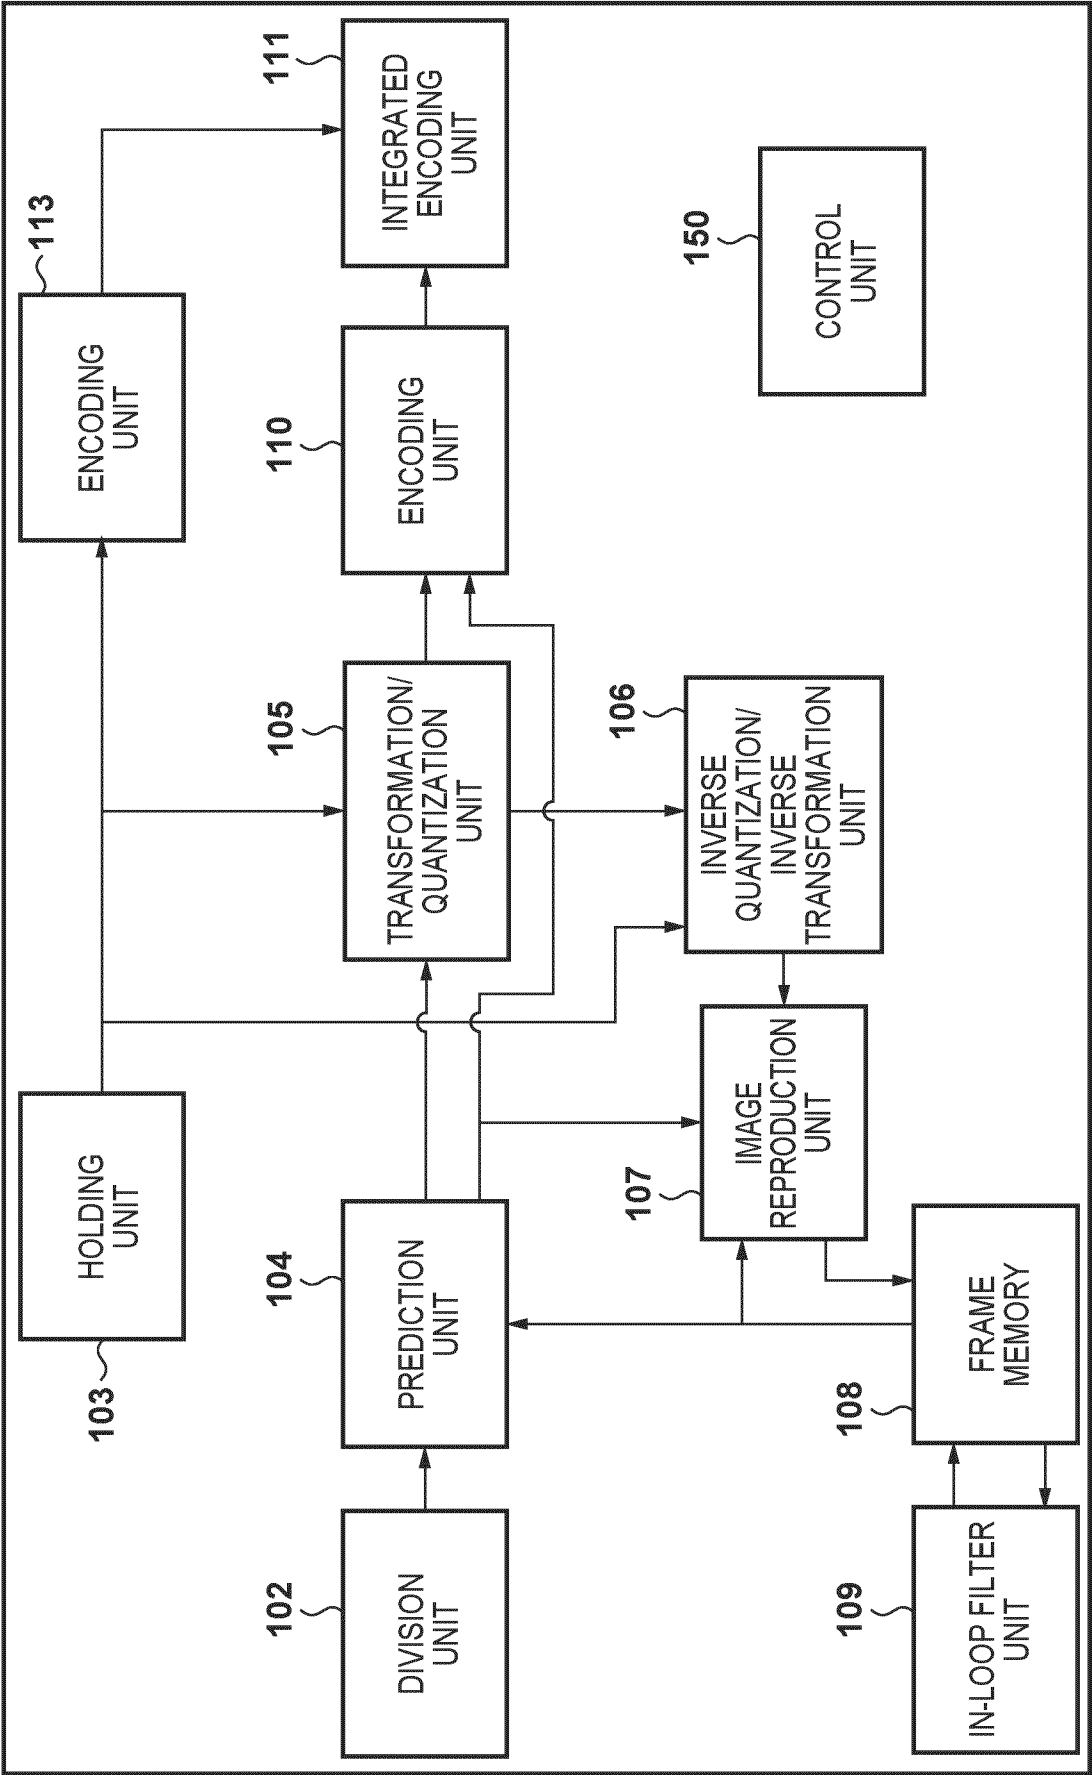 103
HOLDING
UNIT
113
ENCODING
UNIT
102
DIVISION
UNIT
104
PREDICTION
UNIT
105
TRANSFORMATION/
QUANTIZATION
UNIT
110
ENCODING
UNIT
111
INTEGRATED
ENCODING
UNIT
107
IMAGE
REPRODUCTION
UNIT
106
INVERSE
QUANTIZATION/
INVERSE
TRANSFORMATION
UNIT
150
CONTROL
UNIT
109
IN-LOOP FILTER
UNIT
108
FRAME
MEMORY